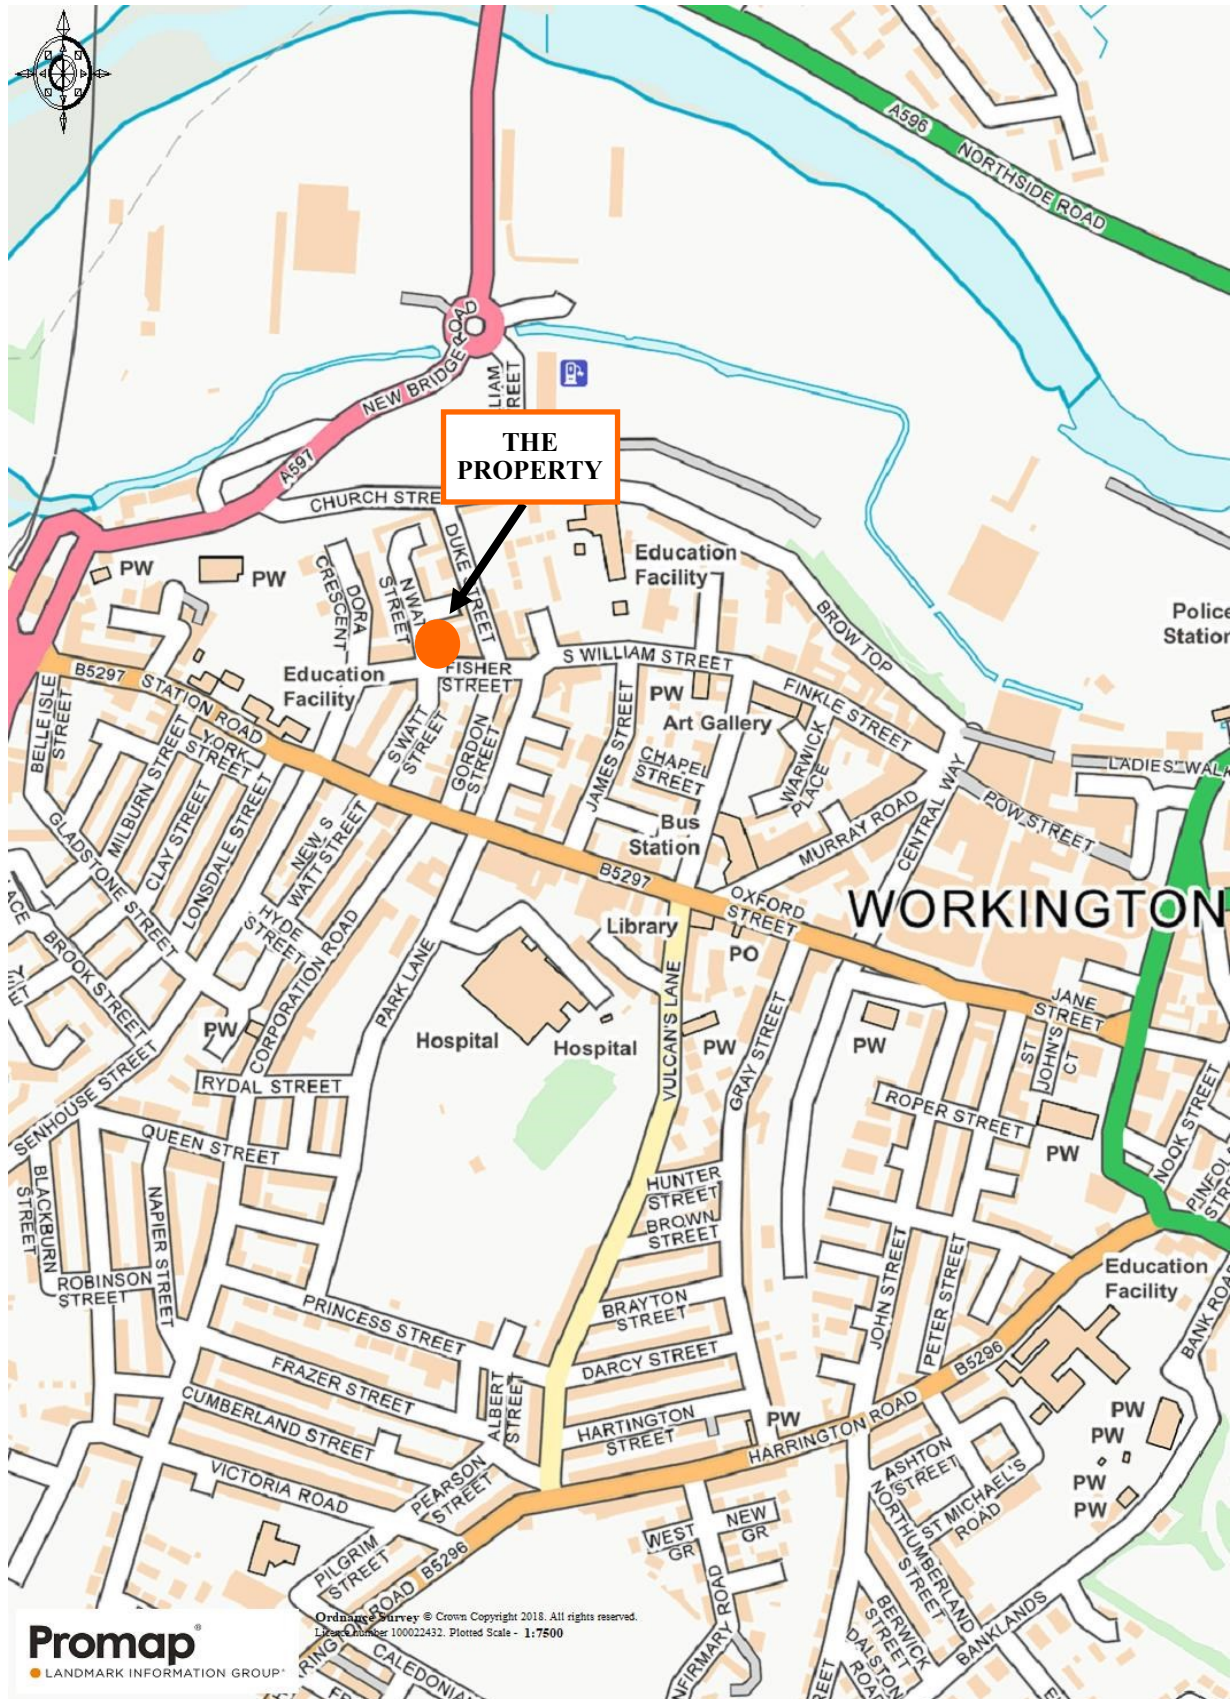 A596
NORTHSIDE ROAD
NEW BRIDGE ROAD
A597
THE
PROPERTY
CHURCH STRE
DUKE STREET
Education
Facility
PW
PW
DORA
CRESCENT
STREET
BROW TOP
Police
Station
S WILLIAM STREET
FISHER
STREET
B5297
STATION ROAD
Education
Facility
PW
Art Gallery
FINKLE STREET
BELLE ISLE
STREET
YORK
STREET
S WATT
STREET
GORDON
STREET
JAMES STREET
CHAPEL
STREET
WARWICK
PLACE
CENTRAL WAY
LADIES' WALK
POW STREET
MILBURN STREET
CLAY STREET
LONSDALE STREET
NEW S
WATT STREET
Bus
Station
MURRAY ROAD
GLADSTONE STREET
B5297
OXFORD
STREET
WORKINGTON
Library
PO
HYDE
STREET
BROOK STREET
CORPORATION ROAD
PARK LANE
VULCAN'S LANE
GRAY STREET
JANE
STREET
ST
JOHN'S
CT
PW
Hospital
Hospital
PW
PW
RYDAL STREET
SENHOUSE STREET
ROPER STREET
NOOK STREET
PW
QUEEN STREET
BLACKBURN
STREET
NAPIER STREET
HUNTER
STREET
BROWN
STREET
JOHN STREET
PETER STREET
Education
Facility
ROBINSON
STREET
PRINCESS STREET
BRAYTON
STREET
DARCY STREET
B5296
BANK ROAD
FRAZER STREET
CUMBERLAND STREET
ALBERT
STREET
HARTINGTON
STREET
PW
HARRINGTON ROAD
PW
PW
PW
PW
VICTORIA ROAD
PEARSON
STREET
ASHTON
STREET
ST MICHAEL'S
ROAD
NORTHUMBERLAND
STREET
WEST
GR
NEW
GR
PILGRIM
STREET
B5296
BERWICK
STREET
DALSTON
ROAD
BANKLANDS
NFIRMARY ROAD
CALEDONIA
Promap®
LANDMARK INFORMATION GROUP®
Ordnance Survey © Crown Copyright 2018. All rights reserved.
Licence number 100022432. Plotted Scale - 1:7500